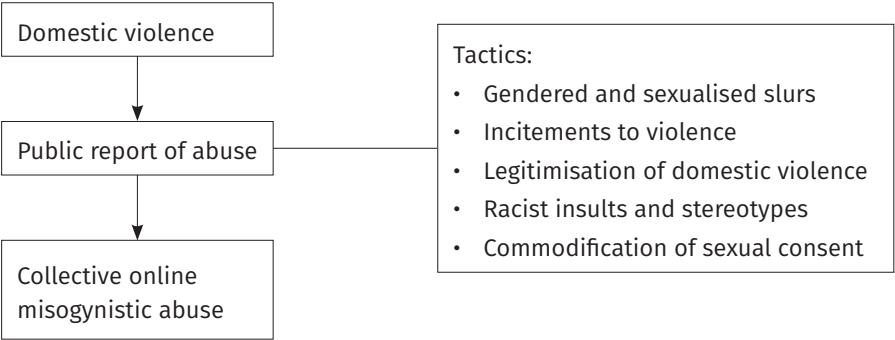 Domestic violence
Public report of abuse
Collective online
misogynistic abuse
Tactics:
• Gendered and sexualised slurs
• Incitements to violence
• Legitimisation of domestic violence
• Racist insults and stereotypes
• Commodification of sexual consent